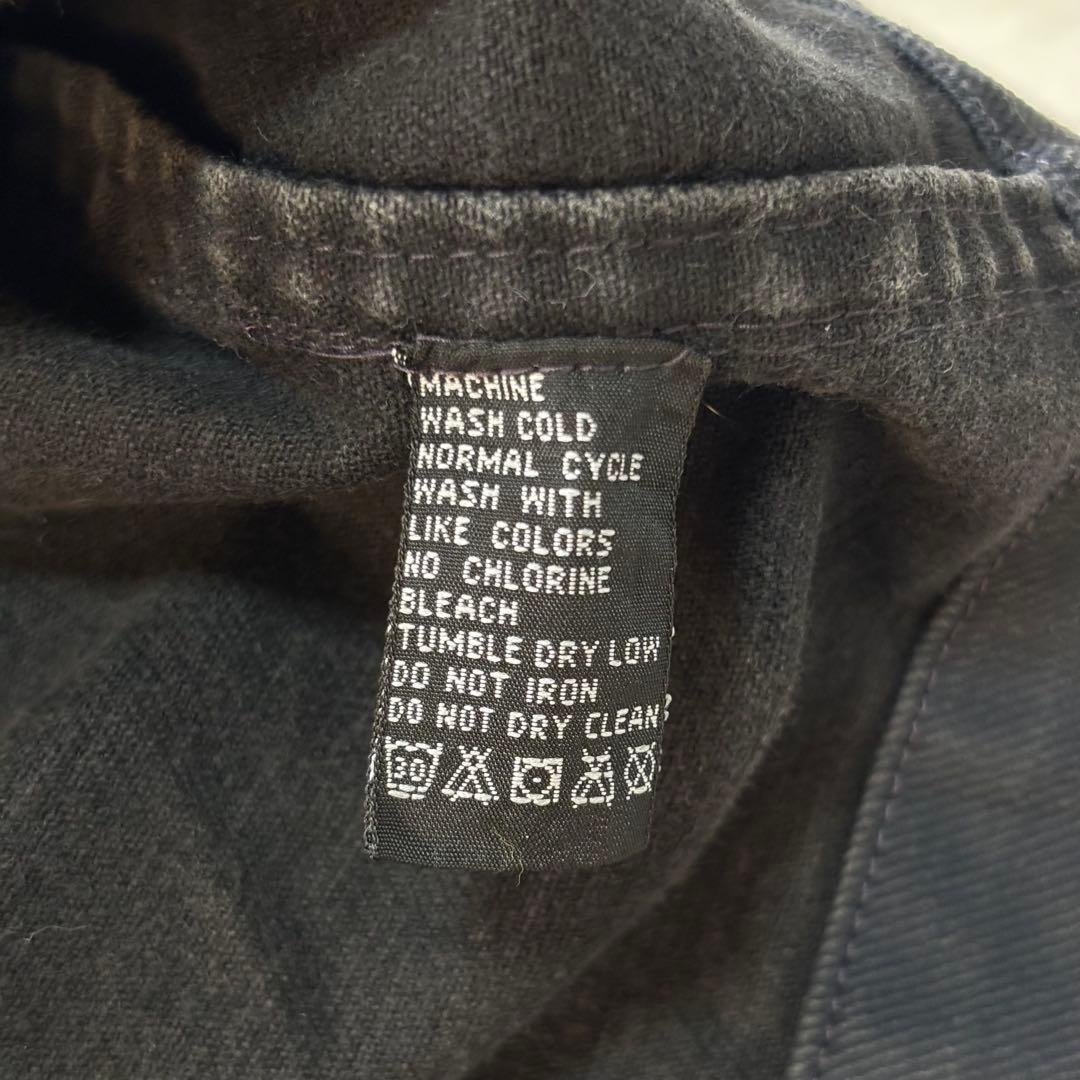 MACHINE
WASH COLD
NORMAL CYCLE
WASH WITH
LIKE COLORS
NO CHLORINE
BLEACH
TUMBLE DRY LOW
DO NOT IRON
DO NOT DRY CLEAN
30